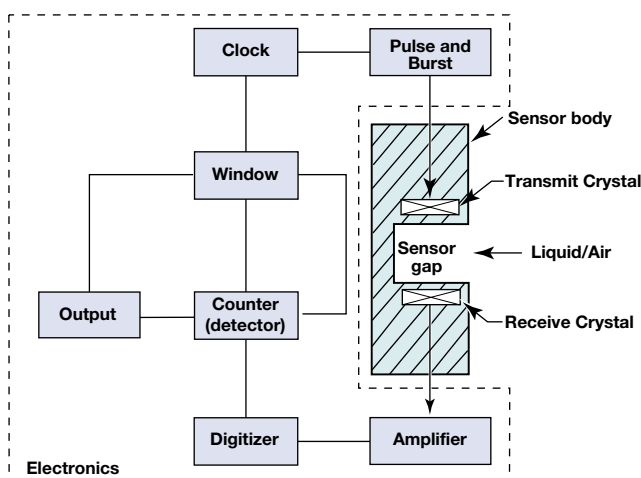 Clock
Pulse and
Burst
Sensor body
Window
Transmit Crystal
Sensor
gap
Liquid/Air
Output
Counter
(detector)
Receive Crystal
Digitizer
Amplifier
Electronics